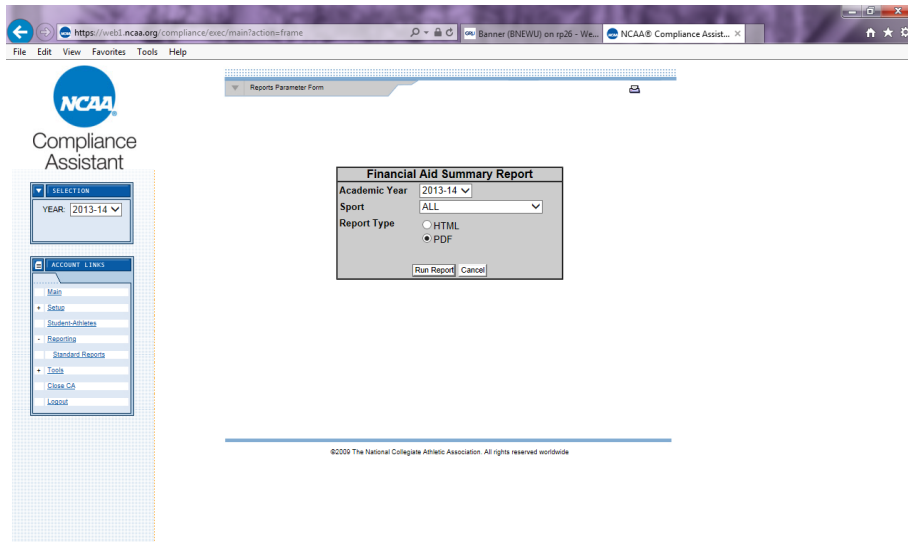 https://web1.ncaa.org/compliance/exec/main?action=frame
GRU Banner (BNEWU) on rp26 - We...
NCAA® Compliance Assist...
File Edit View Favorites Tools Help
NCAA
Compliance
Assistant
Reports Parameter Form
SELECTION
YEAR: 2013-14
Financial Aid Summary Report
Academic Year 2013-14
Sport ALL
Report Type HTML
PDF
Run Report Cancel
ACCOUNT LINKS
Main
+ Setup
Student-Athletes
- Reporting
Standard Reports
+ Tools
Close CA
Logout
©2009 The National Collegiate Athletic Association. All rights reserved worldwide